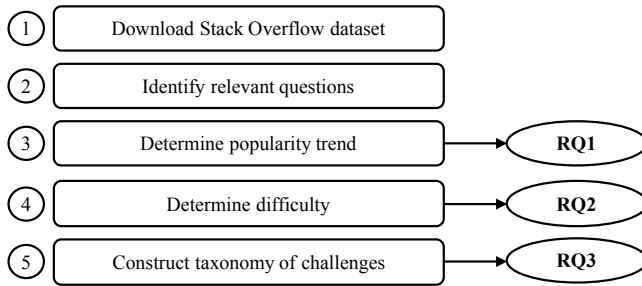 1 Download Stack Overflow dataset
2 Identify relevant questions
3 Determine popularity trend RQ1
4 Determine difficulty RQ2
5 Construct taxonomy of challenges RQ3